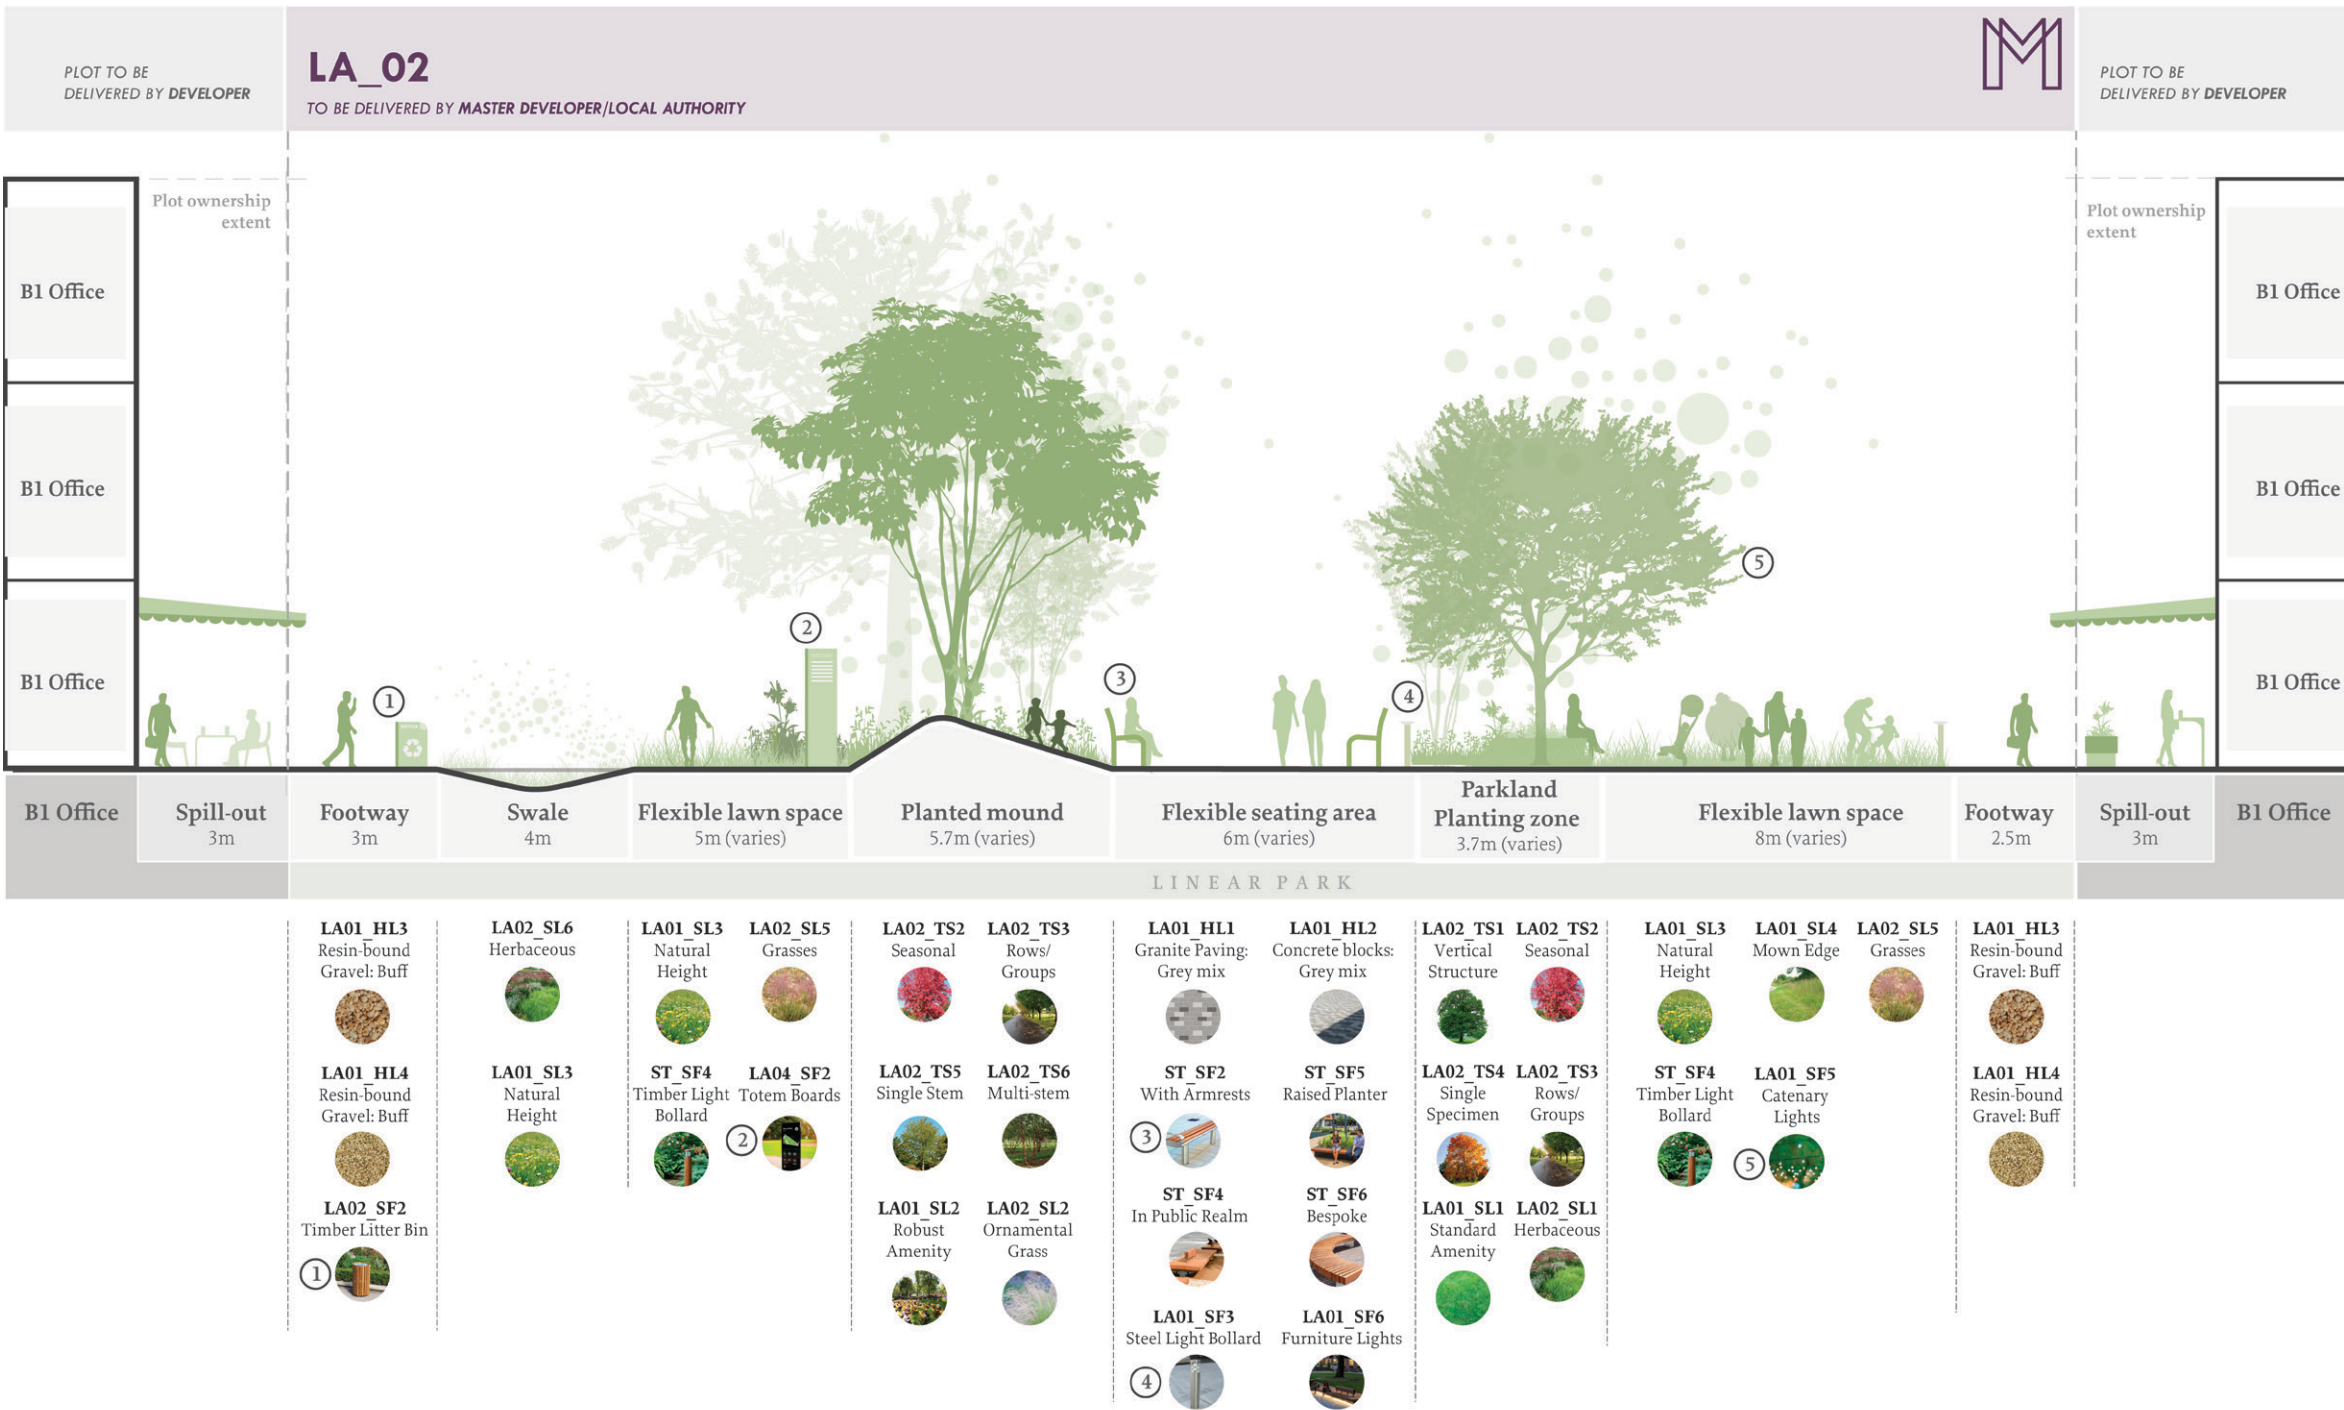 PLOT TO BE
DELIVERED BY DEVELOPER
LA_02
TO BE DELIVERED BY MASTER DEVELOPER/LOCAL AUTHORITY
M
PLOT TO BE
DELIVERED BY DEVELOPER
Plot ownership
extent
Plot ownership
extent
B1 Office
B1 Office
B1 Office
B1 Office
B1 Office
B1 Office
1
2
3
4
5
B1 Office
Spill-out
3m
Footway
3m
Swale
4m
Flexible lawn space
5m (varies)
Planted mound
5.7m (varies)
Flexible seating area
6m (varies)
Parkland
Planting zone
3.7m (varies)
Flexible lawn space
8m (varies)
Footway
2.5m
Spill-out
3m
B1 Office
LINEAR PARK
LA01_HL3
Resin-bound
Gravel: Buff
LA01_HL4
Resin-bound
Gravel: Buff
LA02_SF2
Timber Litter Bin
1
LA02_SL6
Herbaceous
LA01_SL3
Natural
Height
LA01_SL3
Natural
Height
LA02_SL5
Grasses
ST_SF4
Timber Light
Bollard
LA04_SF2
Totem Boards
2
LA02_TS2
Seasonal
LA02_TS3
Rows/
Groups
LA02_TS5
Single Stem
LA02_TS6
Multi-stem
LA01_SL2
Robust
Amenity
LA02_SL2
Ornamental
Grass
LA01_HL1
Granite Paving:
Grey mix
LA01_HL2
Concrete blocks:
Grey mix
ST_SF2
With Armrests
3
ST_SF5
Raised Planter
ST_SF4
In Public Realm
ST_SF6
Bespoke
LA01_SF3
Steel Light Bollard
4
LA01_SF6
Furniture Lights
LA02_TS1
Vertical
Structure
LA02_TS2
Seasonal
LA02_TS4
Single
Specimen
LA02_TS3
Rows/
Groups
LA01_SL1
Standard
Amenity
LA02_SL1
Herbaceous
LA01_SL3
Natural
Height
LA01_SL4
Mown Edge
LA02_SL5
Grasses
ST_SF4
Timber Light
Bollard
LA01_SF5
Catenary
Lights
5
LA01_HL3
Resin-bound
Gravel: Buff
LA01_HL4
Resin-bound
Gravel: Buff